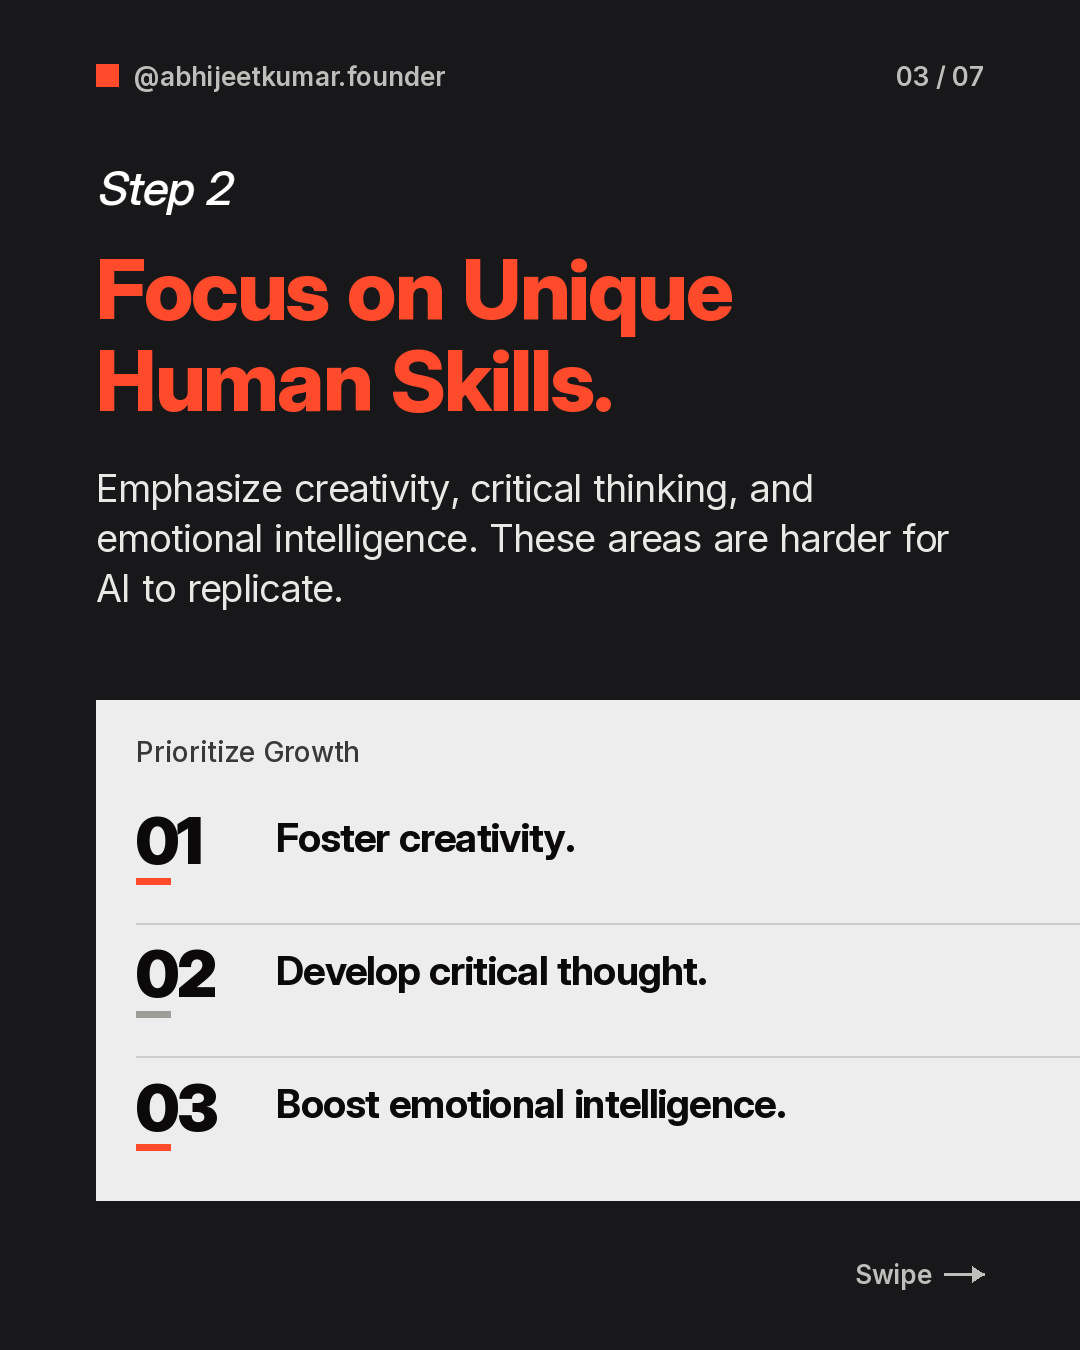 @abhijeetkumar.founder
03 / 07
Step 2
Focus on Unique
Human Skills.
Emphasize creativity, critical thinking, and
emotional intelligence. These areas are harder for
AI to replicate.
Prioritize Growth
01 Foster creativity.
02 Develop critical thought.
03 Boost emotional intelligence.
Swipe